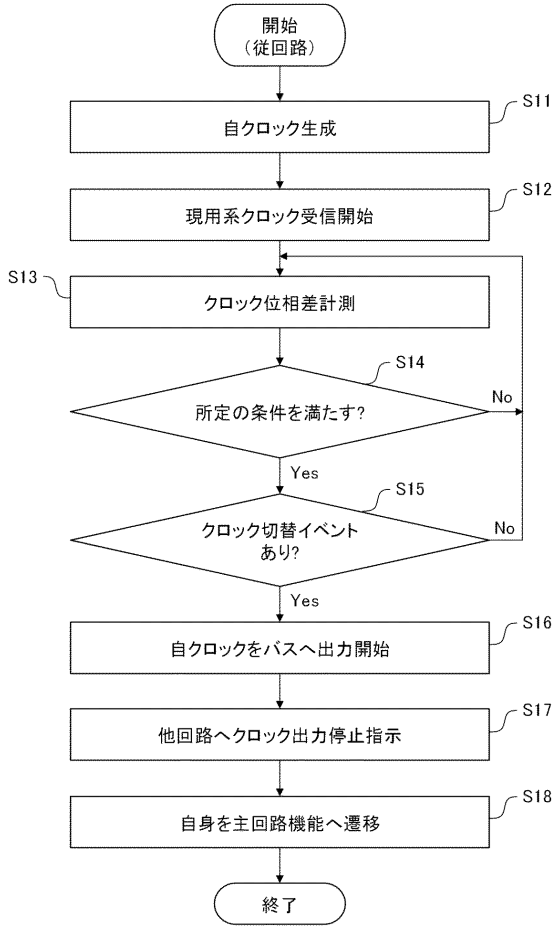 開始
(従回路)
S11
自クロック生成
S12
現用系クロック受信開始
S13
クロック位相差計測
S14
所定の条件を満たす?
No
Yes
S15
クロック切替イベント
あり?
No
Yes
S16
自クロックをバスへ出力開始
S17
他回路へクロック出力停止指示
S18
自身を主回路機能へ遷移
終了